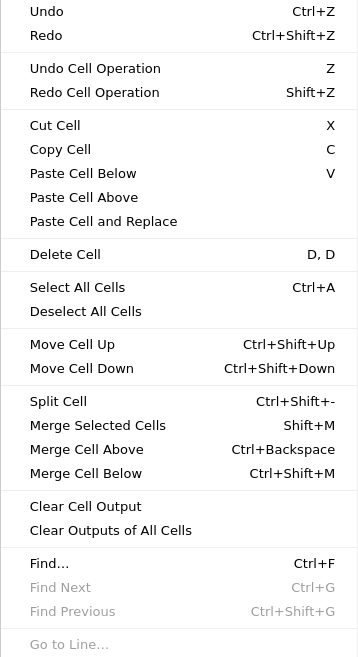 Undo Ctrl+Z
Redo Ctrl+Shift+Z
Undo Cell Operation Z
Redo Cell Operation Shift+Z
Cut Cell X
Copy Cell C
Paste Cell Below V
Paste Cell Above
Paste Cell and Replace
Delete Cell D, D
Select All Cells Ctrl+A
Deselect All Cells
Move Cell Up Ctrl+Shift+Up
Move Cell Down Ctrl+Shift+Down
Split Cell Ctrl+Shift+-
Merge Selected Cells Shift+M
Merge Cell Above Ctrl+Backspace
Merge Cell Below Ctrl+Shift+M
Clear Cell Output
Clear Outputs of All Cells
Find… Ctrl+F
Find Next Ctrl+G
Find Previous Ctrl+Shift+G
Go to Line…